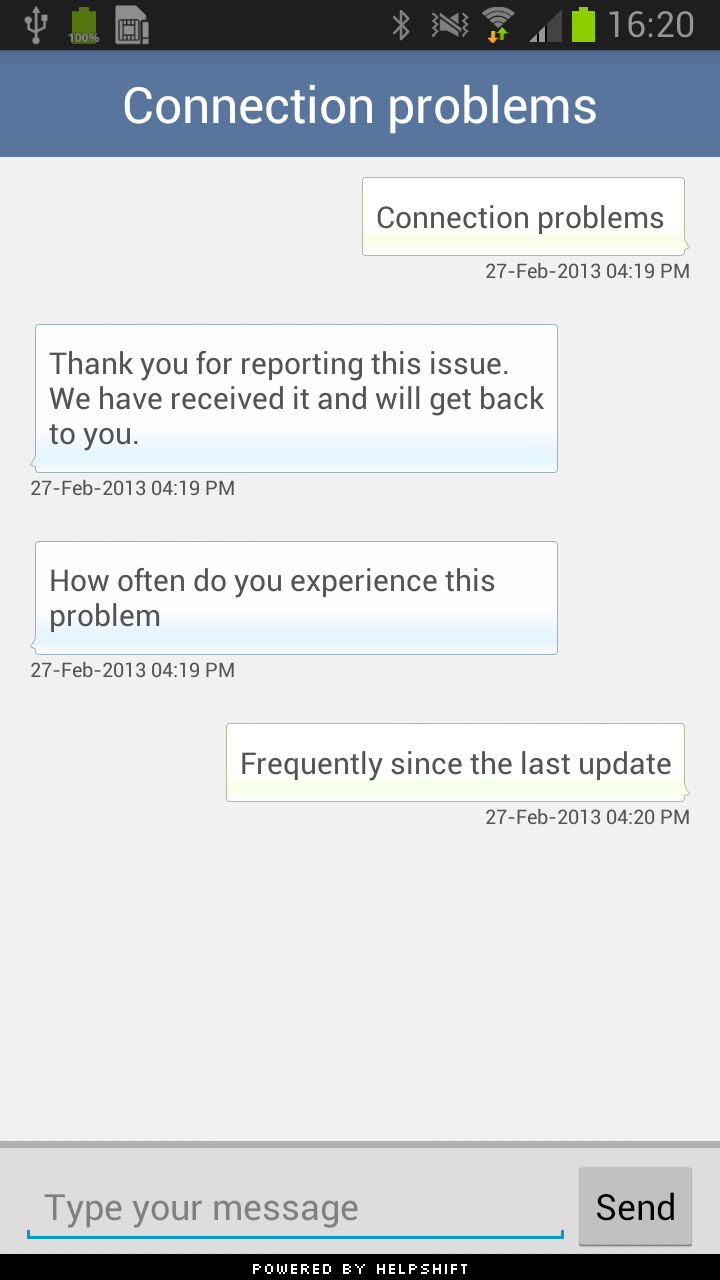 100%
16:20
Connection problems
Connection problems
27-Feb-2013 04:19 PM
Thank you for reporting this issue.
We have received it and will get back
to you.
27-Feb-2013 04:19 PM
How often do you experience this
problem
27-Feb-2013 04:19 PM
Frequently since the last update
27-Feb-2013 04:20 PM
Type your message
Send
POWERED BY HELPSHIFT